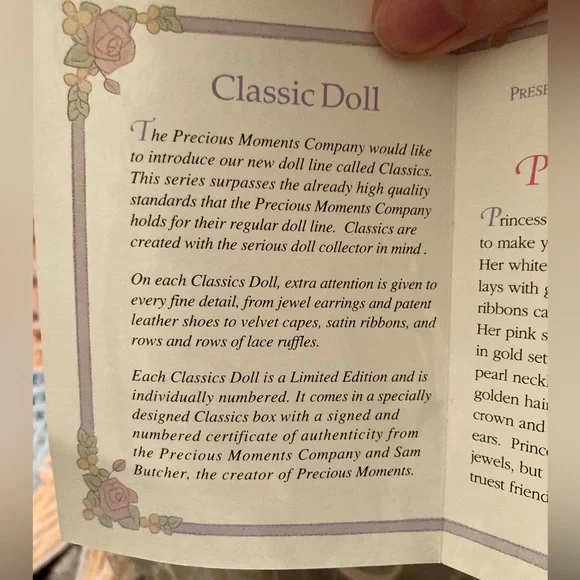 Classic Doll
The Precious Moments Company would like
to introduce our new doll line called Classics.
This series surpasses the already high quality
standards that the Precious Moments Company
holds for their regular doll line. Classics are
created with the serious doll collector in mind .
On each Classics Doll, extra attention is given to
every fine detail, from jewel earrings and patent
leather shoes to velvet capes, satin ribbons, and
rows and rows of lace ruffles.
Each Classics Doll is a Limited Edition and is
individually numbered. It comes in a specially
designed Classics box with a signed and
numbered certificate of authenticity from
the Precious Moments Company and Sam
Butcher, the creator of Precious Moments.
Princess
to make
Her white
lays with
ribbons
Her pink
in gold set
pearl
golden
crown and
ears.
jewels, but
truest